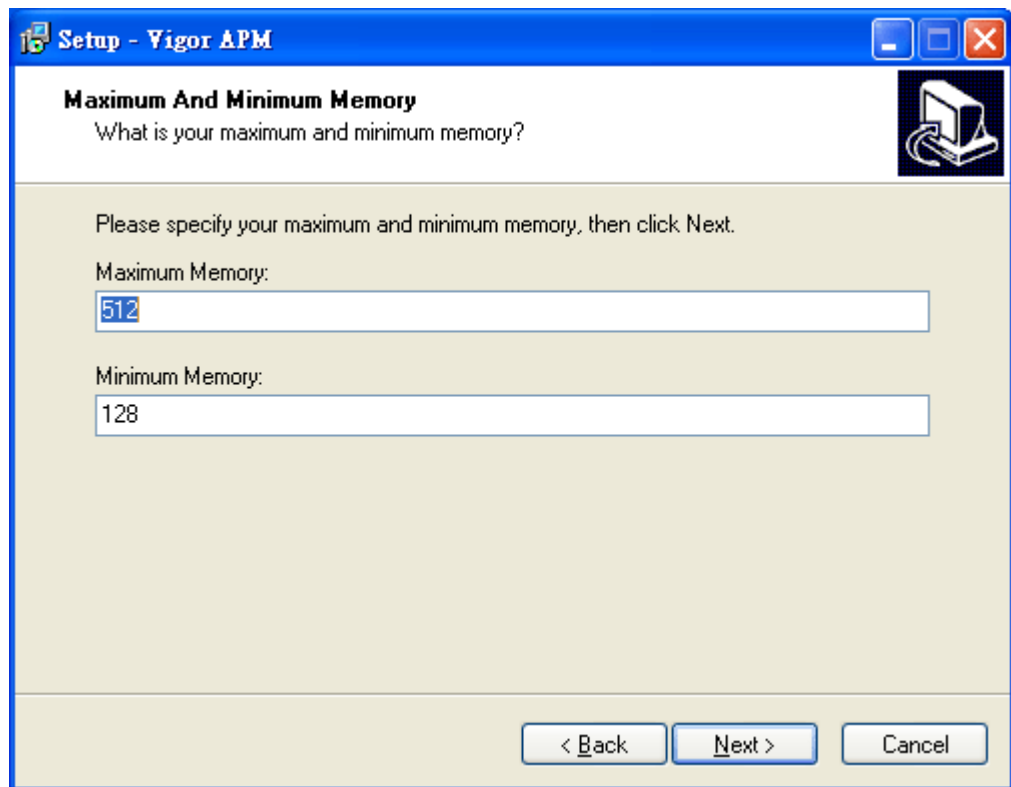 Setup - Vigor APM
Maximum And Minimum Memory
What is your maximum and minimum memory?
Please specify your maximum and minimum memory, then click Next.
Maximum Memory:
512
Minimum Memory:
128
< Back Next > Cancel